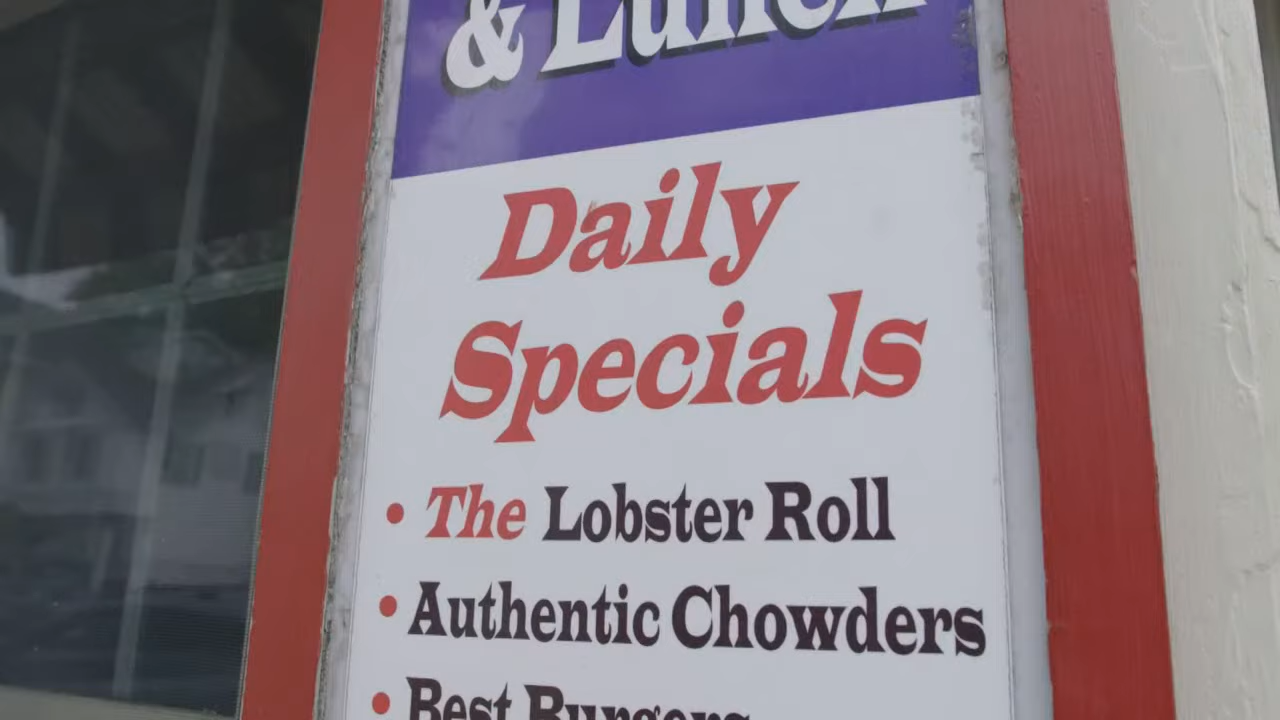 & Lunch
Daily
Specials
• The Lobster Roll
• Authentic Chowders
• Best Burgers